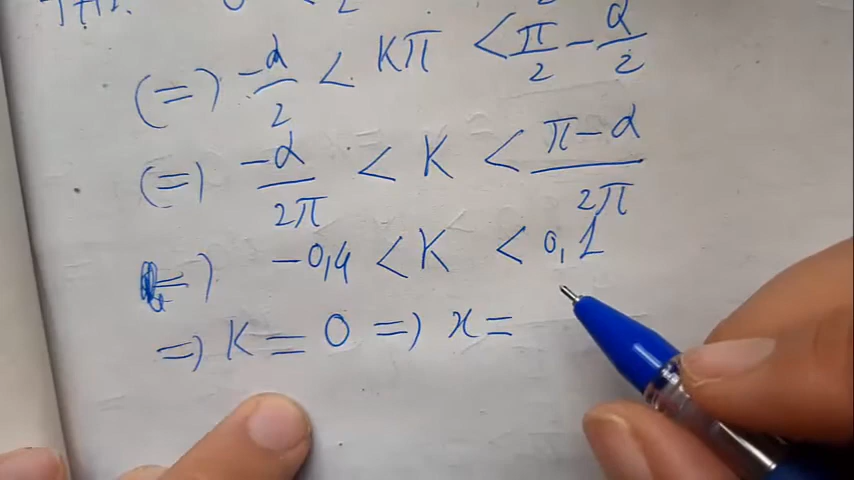 (=) -α/2 < Kπ < π/2 - α/2
(=) -α/2π < K < (π-α)/2π
=) -0,4 < K < 0,1
=) K = 0 =) x =